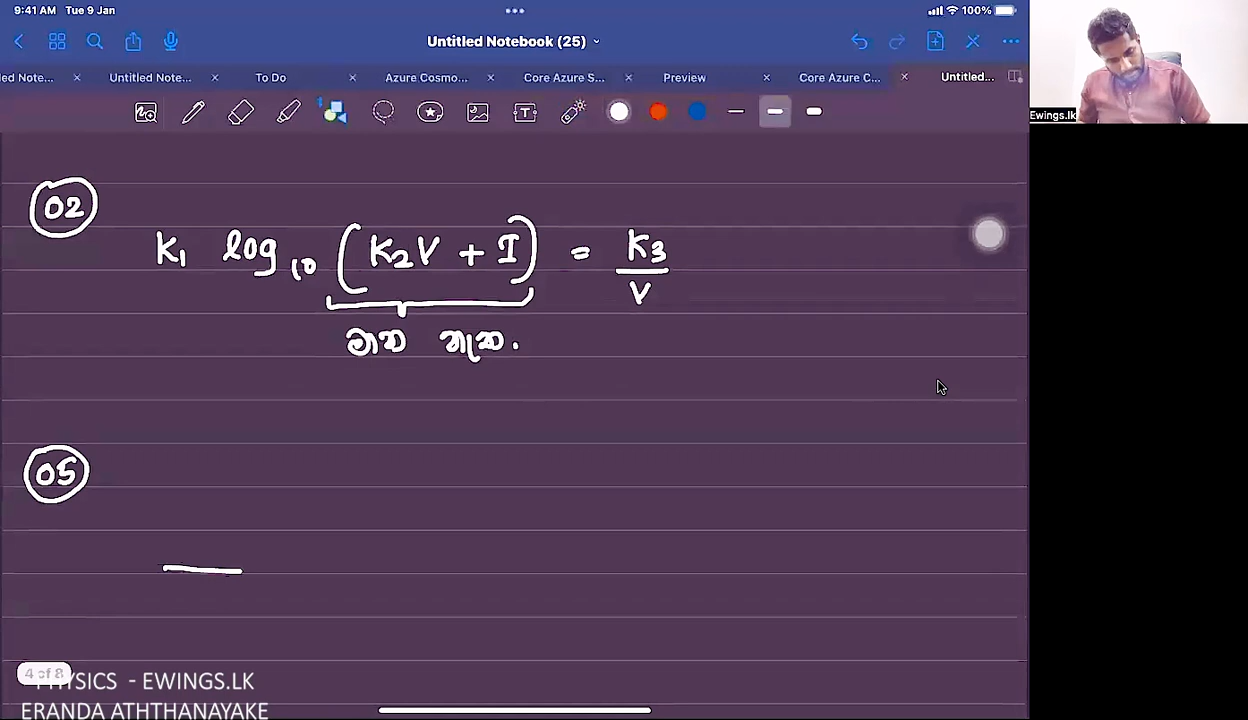 9:41 AM Tue 9 Jan
100%
Untitled Notebook (25)
led Note...
Untitled Note...
To Do
Azure Cosmo...
Core Azure S...
Preview
Core Azure C...
Untitled...
Ewings.lk
02
K₁ log₁₀ (K₂V + I) = K₃/V
මාන නැත.
05
4 of 8
PHYSICS - EWINGS.LK
ERANDA ATHTHANAYAKE